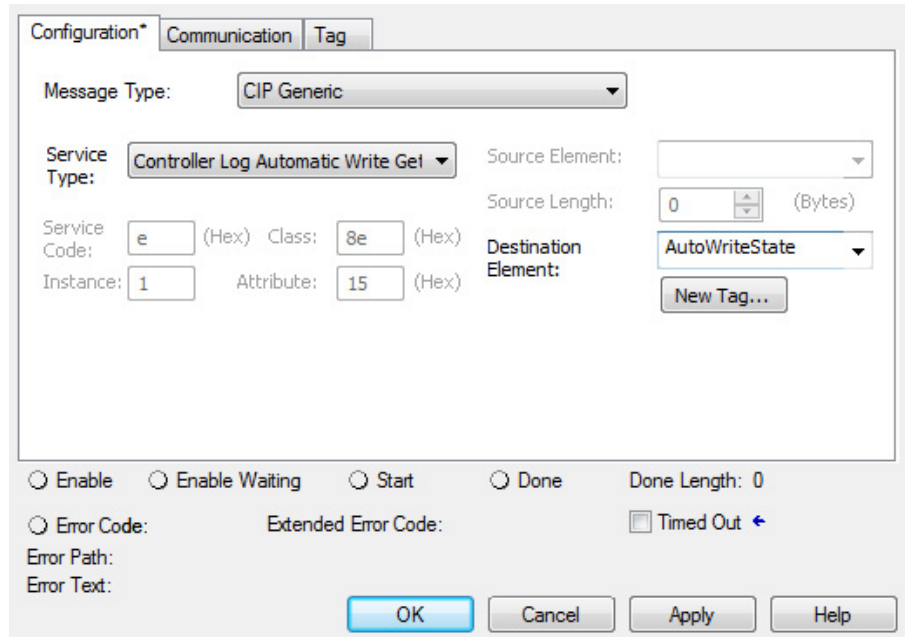 Configuration* Communication Tag
Message Type: CIP Generic
Service Type: Controller Log Automatic Write Get
Source Element:
Source Length: 0 (Bytes)
Service Code: e (Hex) Class: 8e (Hex)
Instance: 1 Attribute: 15 (Hex)
Destination Element: AutoWriteState
New Tag...
Enable Enable Waiting Start Done Done Length: 0
Error Code: Extended Error Code: Timed Out
Error Path:
Error Text:
OK Cancel Apply Help